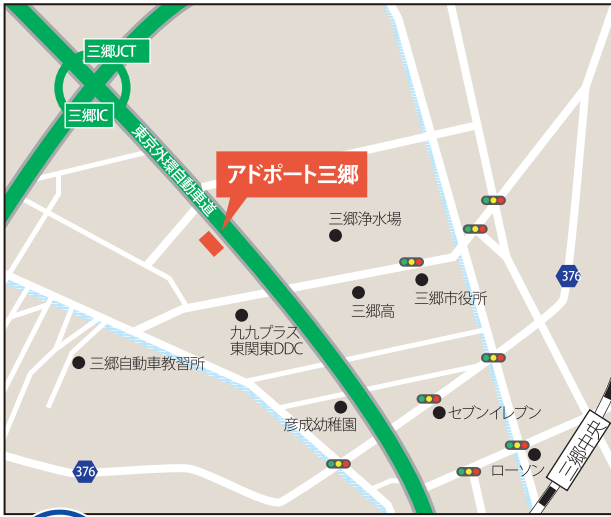 三郷JCT
三郷IC
東京外環自動車道
アドポート三郷
三郷浄水場
376
三郷市役所
三郷高
九九プラス
東関東DDC
三郷自動車教習所
彦成幼稚園
セブンイレブン
三郷中央
ローソン
376